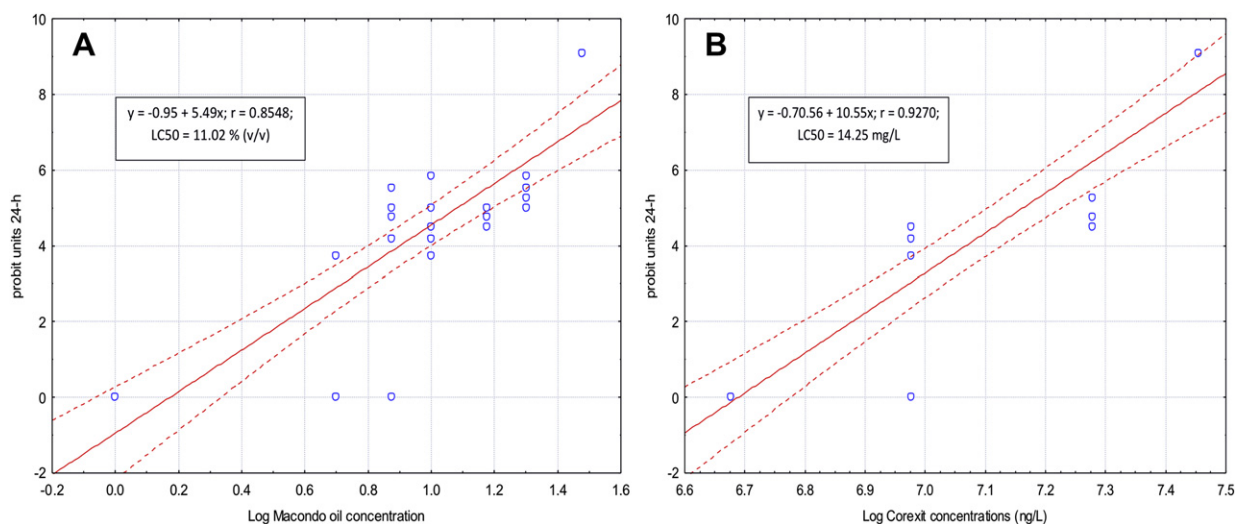 A
y = -0.95 + 5.49x; r = 0.8548;
LC50 = 11.02 % (v/v)
probit units 24-h
10
8
6
4
2
0
-2
-0.2 0.0 0.2 0.4 0.6 0.8 1.0 1.2 1.4 1.6
Log Macondo oil concentration
B
y = -0.70.56 + 10.55x; r = 0.9270;
LC50 = 14.25 mg/L
probit units 24-h
10
8
6
4
2
0
-2
6.6 6.7 6.8 6.9 7.0 7.1 7.2 7.3 7.4 7.5
Log Corexit concentrations (ng/L)